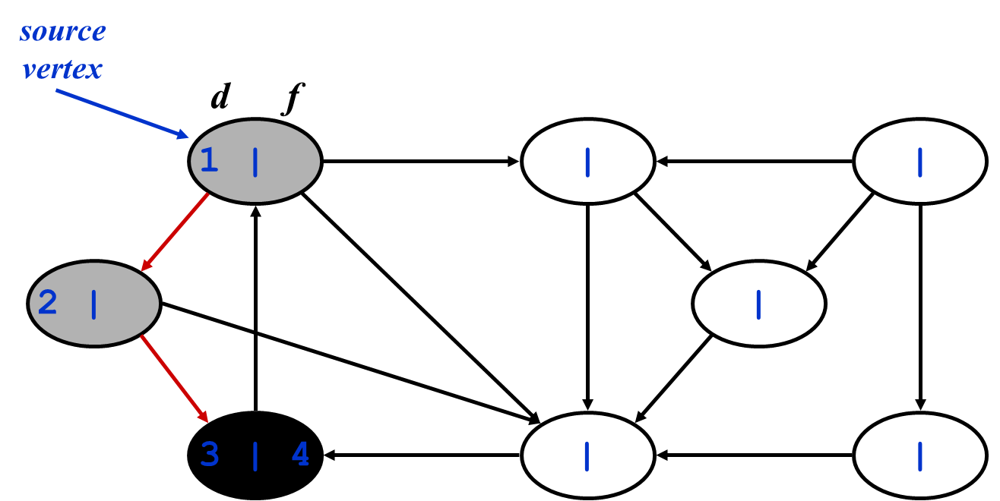 source
vertex
d f
1 |
|
|
2 |
|
3 | 4
|
|